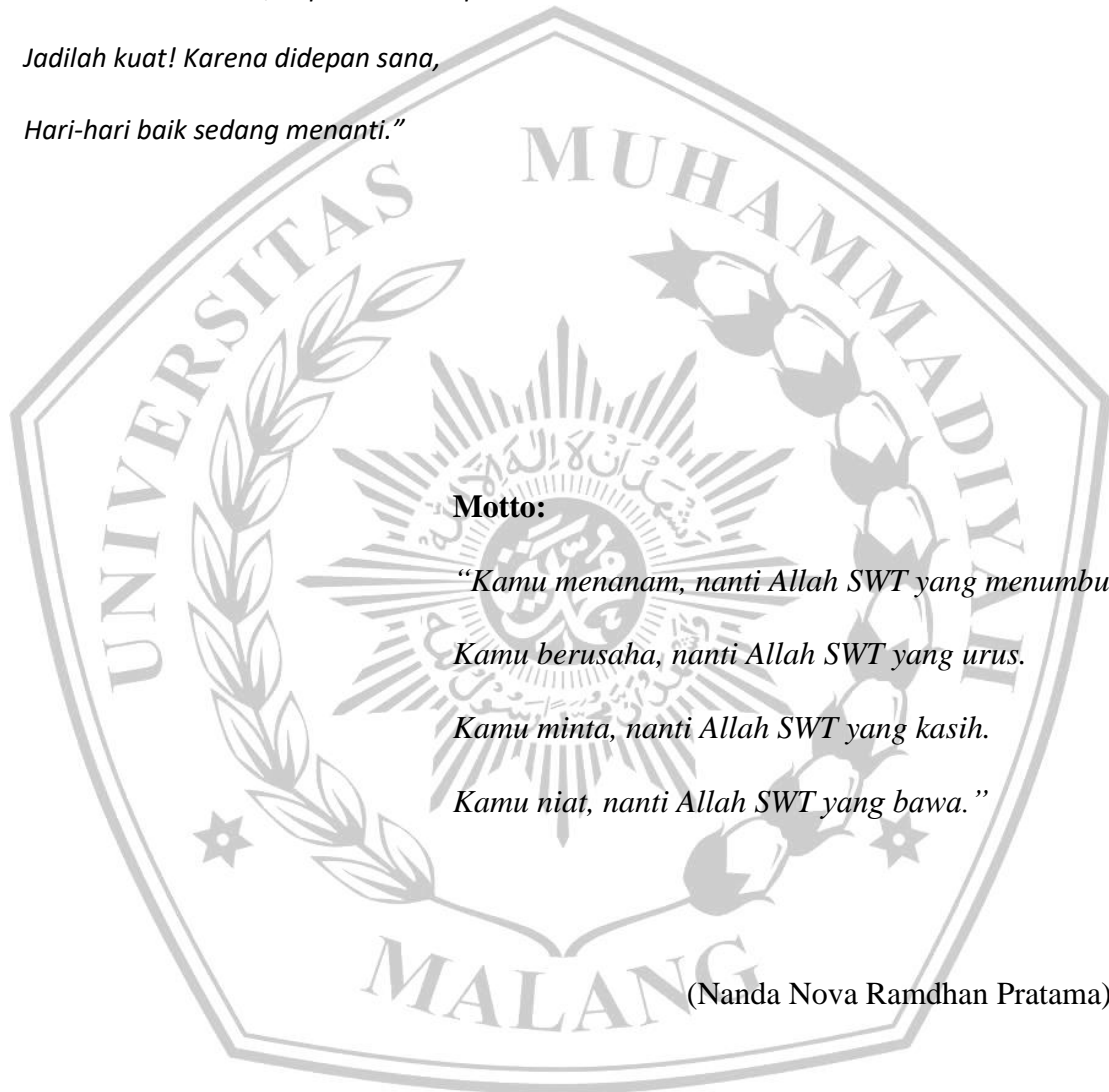 Jadilah kuat! Karena didepan sana,
Hari-hari baik sedang menanti.”
UNIVERSITAS MUHAMMADIYAH
Motto:
“Kamu menanam, nanti Allah SWT yang menumbu
Kamu berusaha, nanti Allah SWT yang urus.
Kamu minta, nanti Allah SWT yang kasih.
Kamu niat, nanti Allah SWT yang bawa.”
MALANG
(Nanda Nova Ramdhan Pratama)